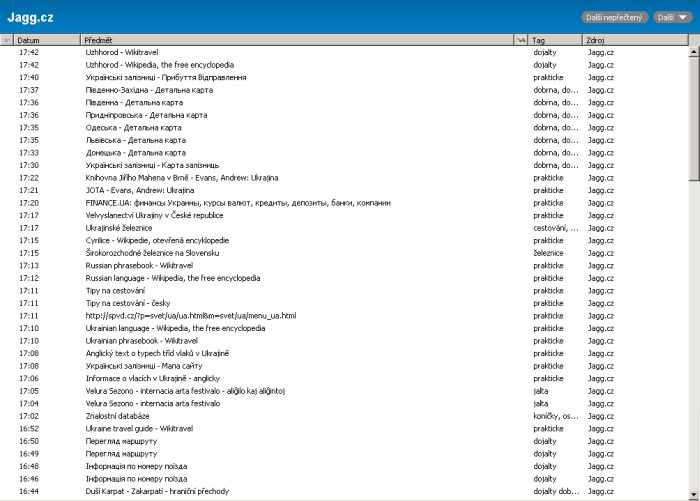 Jagg.cz
Další nepřečtený Další
Datum Předmět Tag Zdroj
17:42 Uzhhorod - Wikitravel dojalty Jagg.cz
17:42 Uzhhorod - Wikipedia, the free encyclopedia dojalty Jagg.cz
17:40 Українські залізниці - Прибуття Відправлення prakticke Jagg.cz
17:37 Південно-Західна - Детальна карта dobrna, do... Jagg.cz
17:36 Південна - Детальна карта dobrna, do... Jagg.cz
17:36 Придніпровська - Детальна карта dobrna, do... Jagg.cz
17:35 Одеська - Детальна карта dobrna, do... Jagg.cz
17:35 Львівська - Детальна карта dobrna, do... Jagg.cz
17:33 Донецька - Детальна карта dobrna, do... Jagg.cz
17:30 Українські залізниці - Карта залізниць dobrna, do... Jagg.cz
17:22 Knihovna Jiřího Mahena v Brně - Evans, Andrew: Ukrajina prakticke Jagg.cz
17:21 JOTA - Evans, Andrew: Ukrajina prakticke Jagg.cz
17:20 FINANCE.UA: финансы Украины, курсы валют, кредиты, депозиты, банки, компании prakticke Jagg.cz
17:17 Velvyslanectví Ukrajiny v České republice prakticke Jagg.cz
17:17 Ukrajinské železnice cestování, ... Jagg.cz
17:15 Cyrilice - Wikipedie, otevřená encyklopedie prakticke Jagg.cz
17:15 Širokorozchodné železnice na Slovensku železnice Jagg.cz
17:13 Russian phrasebook - Wikitravel prakticke Jagg.cz
17:12 Russian language - Wikipedia, the free encyclopedia prakticke Jagg.cz
17:11 Tipy na cestování prakticke Jagg.cz
17:11 Tipy na cestování - česky prakticke Jagg.cz
17:11 http://spvd.cz/?p=svet/ua/ua.html&m=svet/ua/menu_ua.html prakticke Jagg.cz
17:10 Ukrainian language - Wikipedia, the free encyclopedia prakticke Jagg.cz
17:10 Ukrainian phrasebook - Wikitravel prakticke Jagg.cz
17:08 Anglický text o typech tříd vlaků v Ukrajině prakticke Jagg.cz
17:08 Українські залізниці - Мапа сайту prakticke Jagg.cz
17:06 Informace o vlacích v Ukrajině - anglicky prakticke Jagg.cz
17:05 Velura Sezono - internacia arta festivalo - aliĝilo kaj aliĝintoj jalta Jagg.cz
17:04 Velura Sezono - internacia arta festivalo jalta Jagg.cz
17:02 Znalostní databáze koníčky, os... Jagg.cz
16:52 Ukraine travel guide - Wikitravel prakticke Jagg.cz
16:50 Перегляд маршруту dojalty Jagg.cz
16:49 Перегляд маршруту dojalty Jagg.cz
16:48 Інформація по номеру поїзда dojalty Jagg.cz
16:46 Інформація по номеру поїзда dojalty Jagg.cz
16:44 Duší Karpat - Zakarpatí - hraniční přechody dojalty dob... Jagg.cz